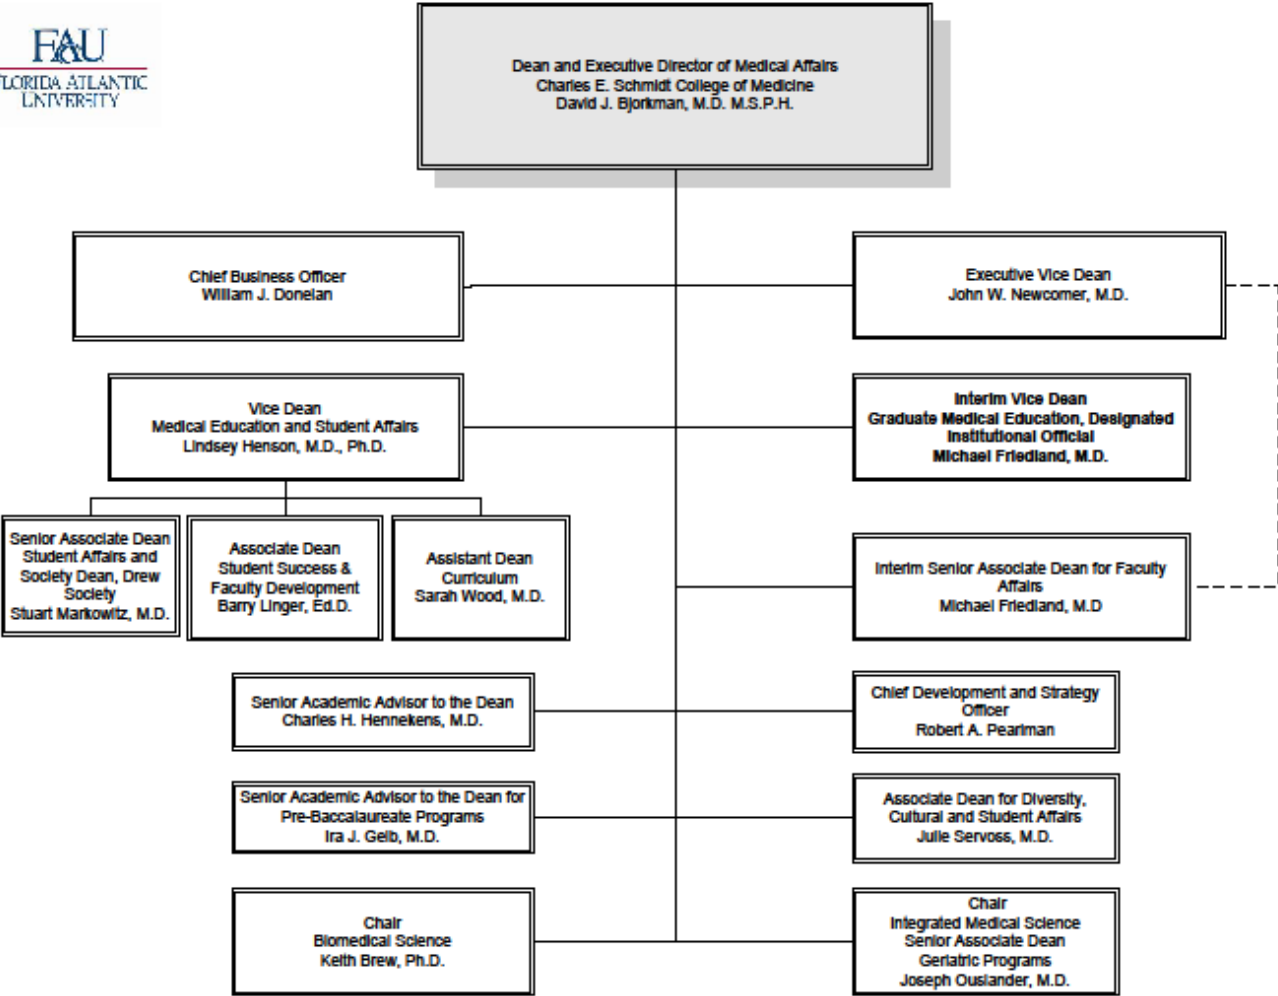 FAU
FLORIDA ATLANTIC
UNIVERSITY
Dean and Executive Director of Medical Affairs
Charles E. Schmidt College of Medicine
David J. Bjorkman, M.D. M.S.P.H.
Chief Business Officer
William J. Donelan
Executive Vice Dean
John W. Newcomer, M.D.
Vice Dean
Medical Education and Student Affairs
Lindsey Henson, M.D., Ph.D.
Interim Vice Dean
Graduate Medical Education, Designated
Institutional Official
Michael Friedland, M.D.
Senior Associate Dean
Student Affairs and
Society Dean, Drew
Society
Stuart Markowitz, M.D.
Associate Dean
Student Success &
Faculty Development
Barry Linger, Ed.D.
Assistant Dean
Curriculum
Sarah Wood, M.D.
Interim Senior Associate Dean for Faculty
Affairs
Michael Friedland, M.D
Senior Academic Advisor to the Dean
Charles H. Hennekens, M.D.
Chief Development and Strategy
Officer
Robert A. Pearlman
Senior Academic Advisor to the Dean for
Pre-Baccalaureate Programs
Ira J. Gelb, M.D.
Associate Dean for Diversity,
Cultural and Student Affairs
Julie Servoss, M.D.
Chair
Biomedical Science
Keith Brew, Ph.D.
Chair
Integrated Medical Science
Senior Associate Dean
Geriatric Programs
Joseph Ouslander, M.D.